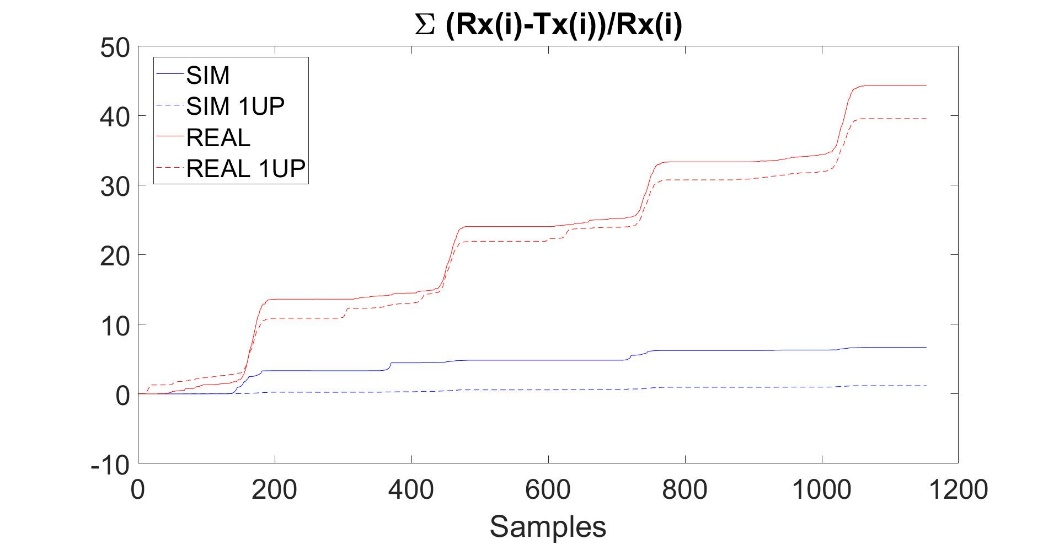 Σ (Rx(i)-Tx(i))/Rx(i)
50
40
30
20
10
0
-10
SIM
SIM 1UP
REAL
REAL 1UP
0 200 400 600 800 1000 1200
Samples